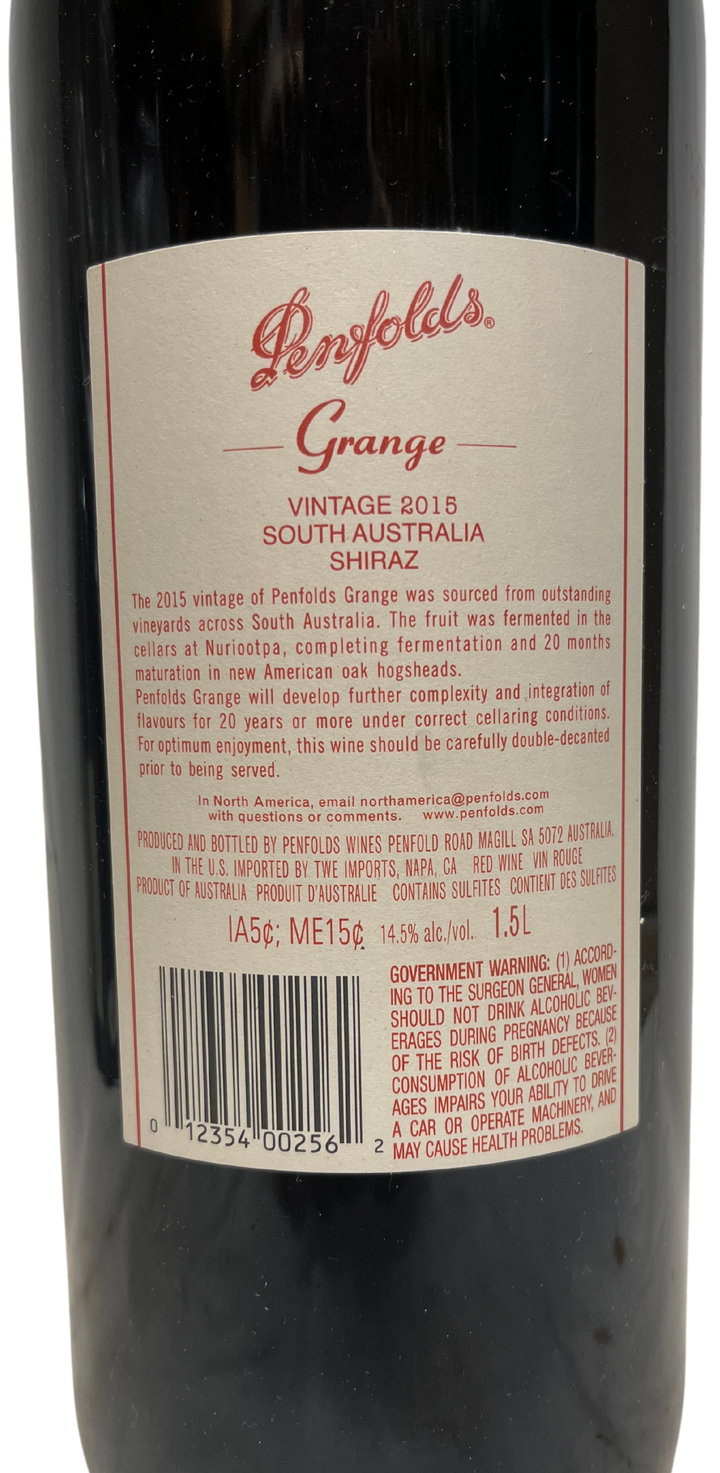 Penfolds®
Grange
VINTAGE 2015
SOUTH AUSTRALIA
SHIRAZ
The 2015 vintage of Penfolds Grange was sourced from outstanding
vineyards across South Australia. The fruit was fermented in the
cellars at Nuriootpa, completing fermentation and 20 months
maturation in new American oak hogsheads.
Penfolds Grange will develop further complexity and integration of
flavours for 20 years or more under correct cellaring conditions.
For optimum enjoyment, this wine should be carefully double-decanted
prior to being served.
In North America, email northamerica@penfolds.com
with questions or comments. www.penfolds.com
PRODUCED AND BOTTLED BY PENFOLDS WINES PENFOLD ROAD MAGILL SA 5072 AUSTRALIA.
IN THE U.S. IMPORTED BY TWE IMPORTS, NAPA, CA RED WINE VIN ROUGE
PRODUCT OF AUSTRALIA PRODUIT D'AUSTRALIE CONTAINS SULFITES CONTIENT DES SULFITES
IA5¢; ME15¢ 14.5% alc./vol. 1.5L
GOVERNMENT WARNING: (1) ACCORD-
ING TO THE SURGEON GENERAL, WOMEN
SHOULD NOT DRINK ALCOHOLIC BEV-
ERAGES DURING PREGNANCY BECAUSE
OF THE RISK OF BIRTH DEFECTS. (2)
CONSUMPTION OF ALCOHOLIC BEVER-
AGES IMPAIRS YOUR ABILITY TO DRIVE
A CAR OR OPERATE MACHINERY, AND
MAY CAUSE HEALTH PROBLEMS.
0 12354 00256 2